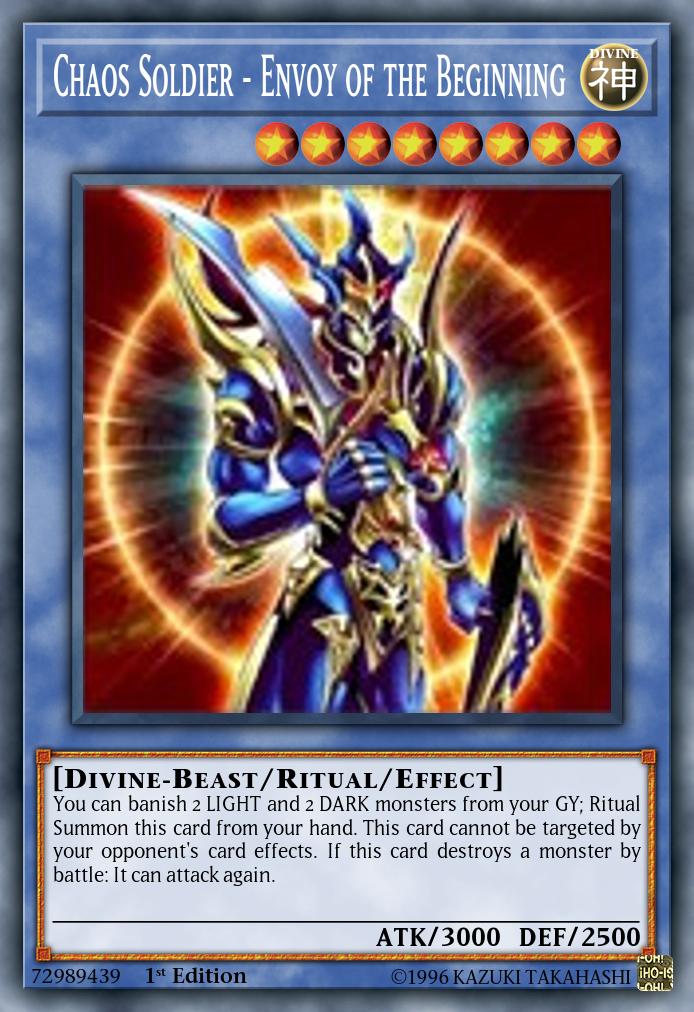 Chaos Soldier - Envoy of the Beginning
DIVINE
神
[Divine-Beast/Ritual/Effect]
You can banish 2 LIGHT and 2 DARK monsters from your GY; Ritual
Summon this card from your hand. This card cannot be targeted by
your opponent's card effects. If this card destroys a monster by
battle: It can attack again.
ATK/3000 DEF/2500
72989439 1st Edition ©1996 KAZUKI TAKAHASHI